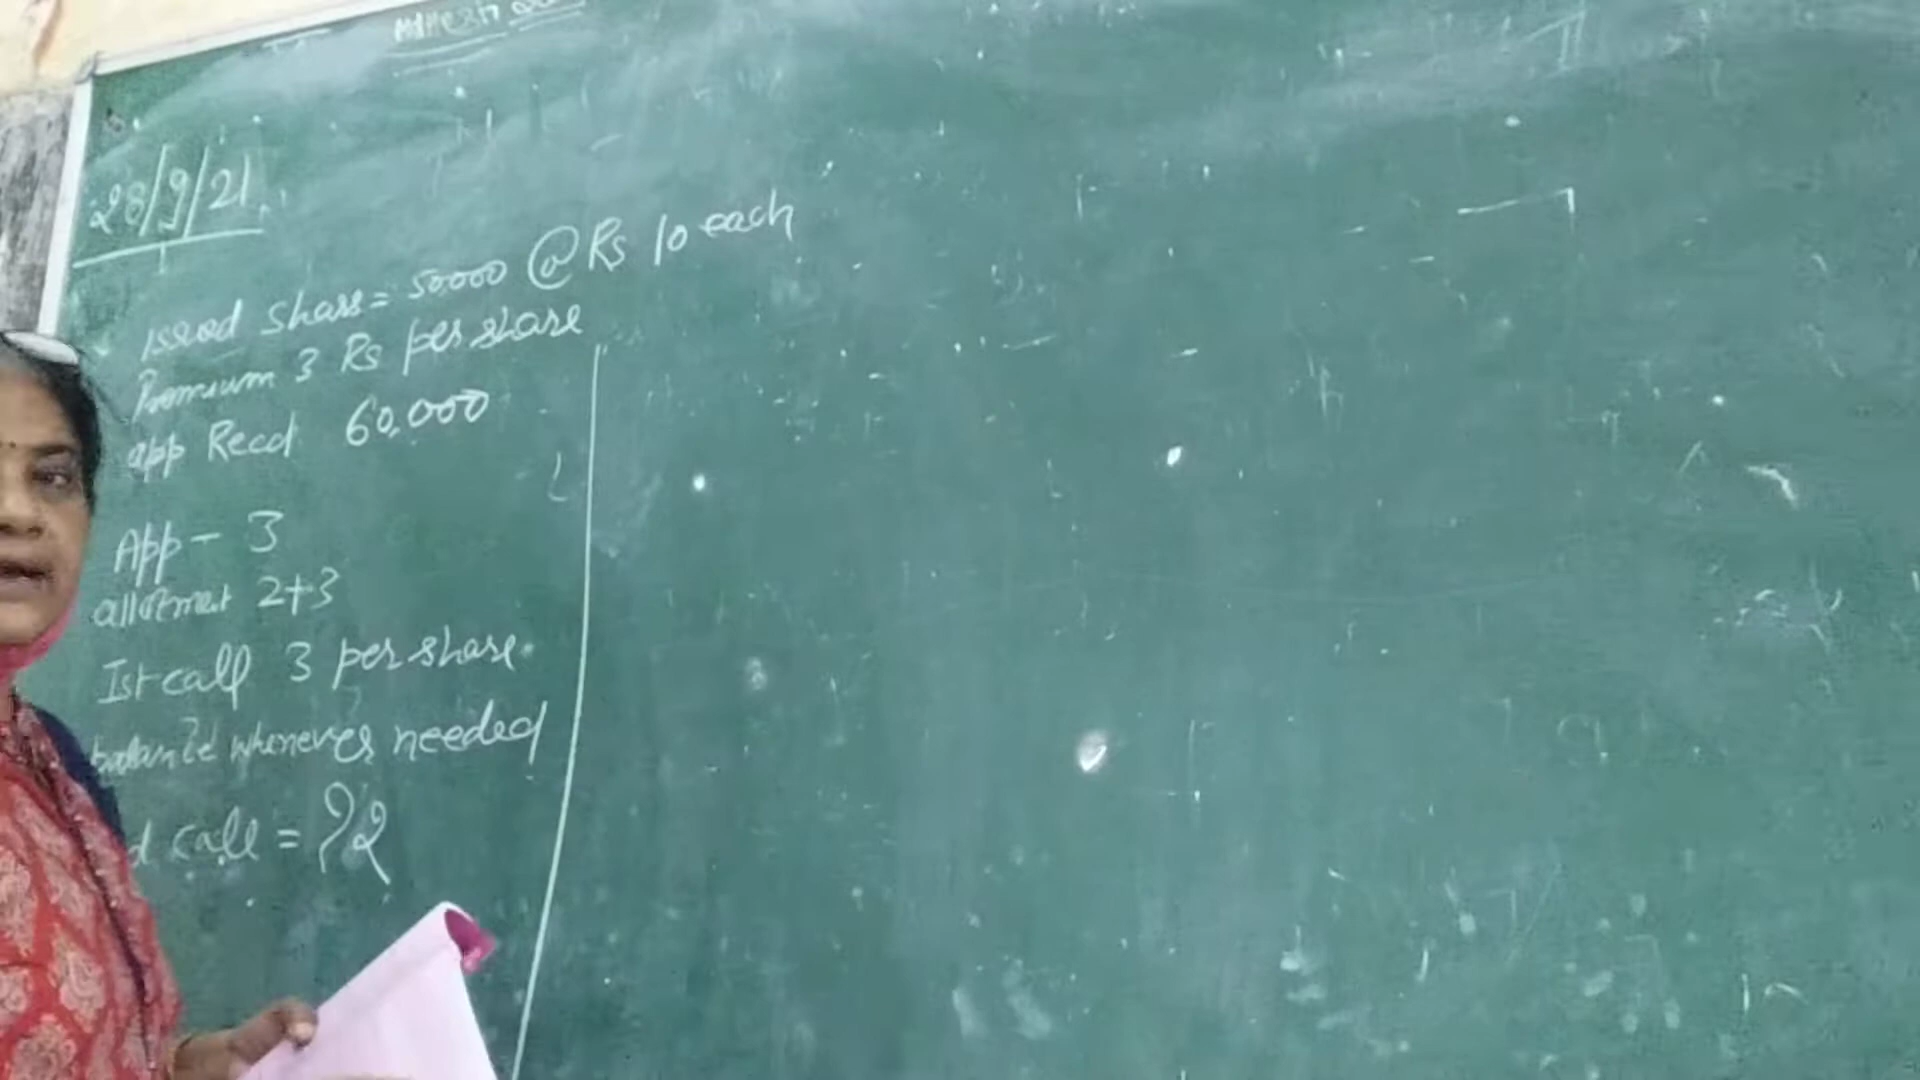 28/9/21
issued share = 50000 @ Rs 10 each
Premium 3 Rs per share
app Recd 60,000
App - 3
allotment 2+3
Ist call 3 per share.
balance whenever needed
d call = ?2